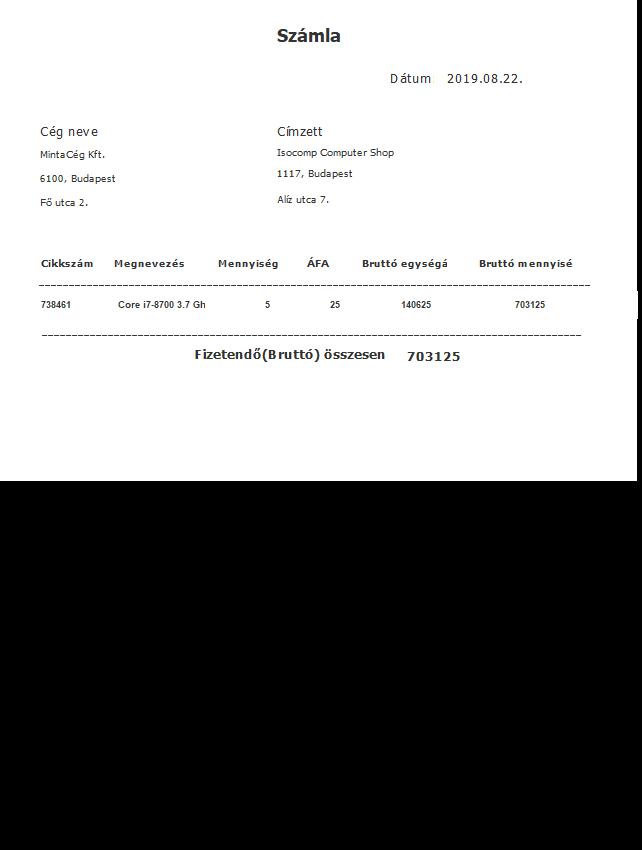 Számla
Dátum 2019.08.22.
Cég neve
MintaCég Kft.
6100, Budapest
Fő utca 2.
Címzett
Isocomp Computer Shop
1117, Budapest
Alíz utca 7.
Cikkszám Megnevezés Mennyiség ÁFA Bruttó egységá Bruttó mennyisé
738461 Core i7-8700 3.7 Gh 5 25 140625 703125
Fizetendő(Bruttó) összesen 703125